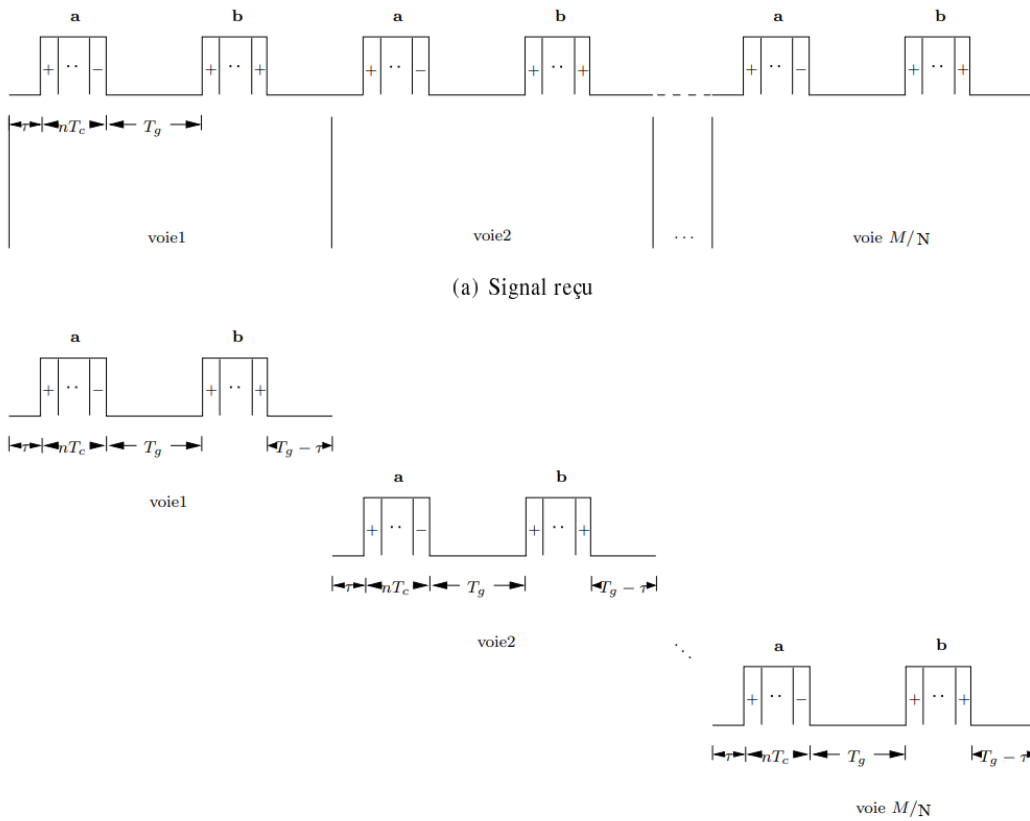 a b a b a b
+ ·· − + ·· + + ·· − + ·· + + ·· − + ·· +
τ nT_c T_g
voie1 voie2 ... voie M/N
(a) Signal reçu
a b
+ ·· − + ·· +
τ nT_c T_g T_g − τ
voie1
a b
+ ·· − + ·· +
τ nT_c T_g T_g − τ
voie2
a b
+ ·· − + ·· +
τ nT_c T_g T_g − τ
voie M/N